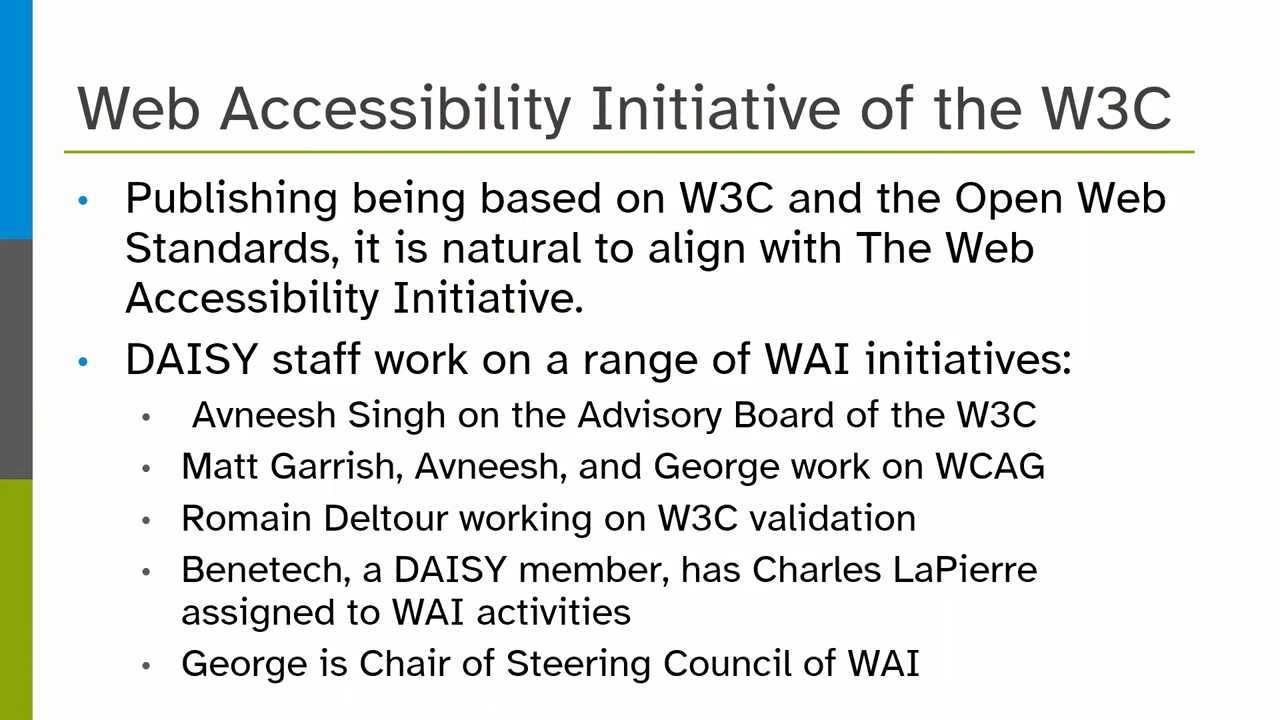 Web Accessibility Initiative of the W3C
• Publishing being based on W3C and the Open Web
Standards, it is natural to align with The Web
Accessibility Initiative.
• DAISY staff work on a range of WAI initiatives:
• Avneesh Singh on the Advisory Board of the W3C
• Matt Garrish, Avneesh, and George work on WCAG
• Romain Deltour working on W3C validation
• Benetech, a DAISY member, has Charles LaPierre
assigned to WAI activities
• George is Chair of Steering Council of WAI